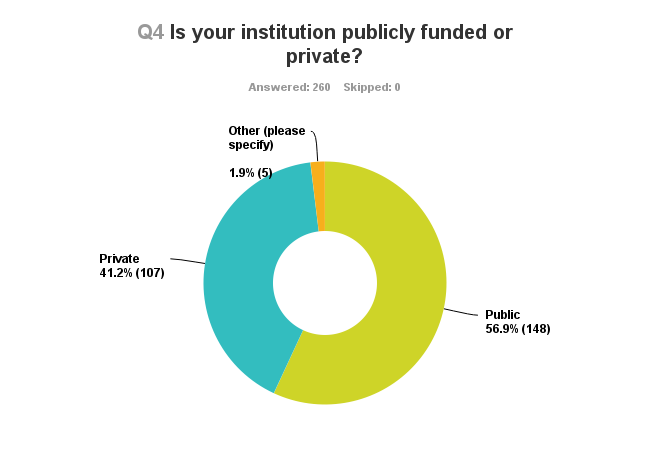 Q4 Is your institution publicly funded or
private?
Answered: 260 Skipped: 0
Other (please
specify)
1.9% (5)
Private
41.2% (107)
Public
56.9% (148)